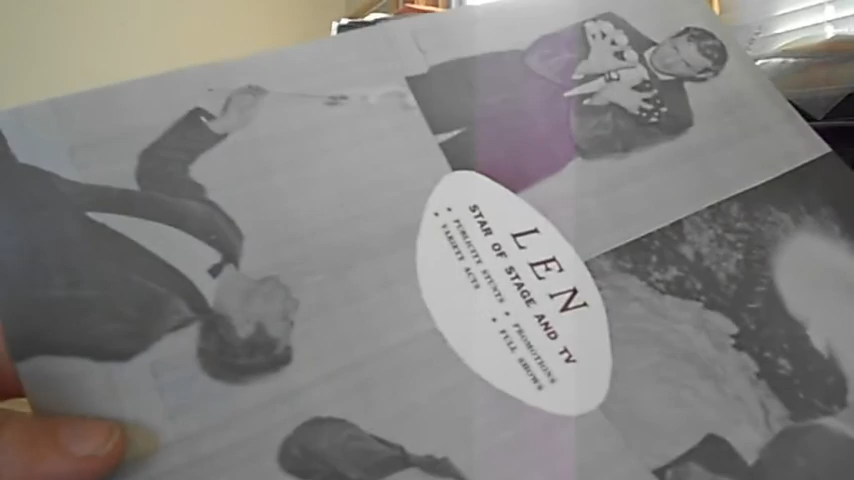 LEN
STAR OF STAGE AND TV
• PUBLICITY STUNTS • PROMOTIONS
• VARIETY ACTS • FULL SHOWS